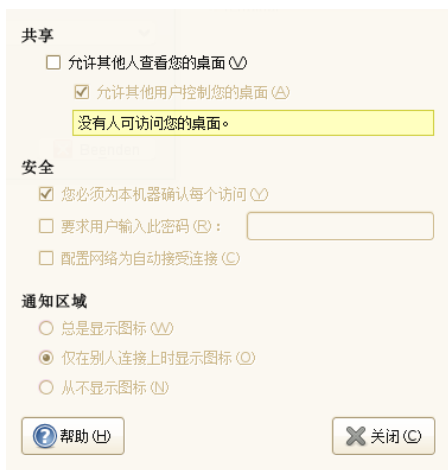 共享
允许其他人查看您的桌面(V)
允许其他用户控制您的桌面(A)
没有人可访问您的桌面。
安全
您必须为本机器确认每个访问(Y)
要求用户输入此密码(R)：
配置网络为自动接受连接(C)
通知区域
总是显示图标(W)
仅在别人连接上时显示图标(O)
从不显示图标(N)
帮助(H)
关闭(C)